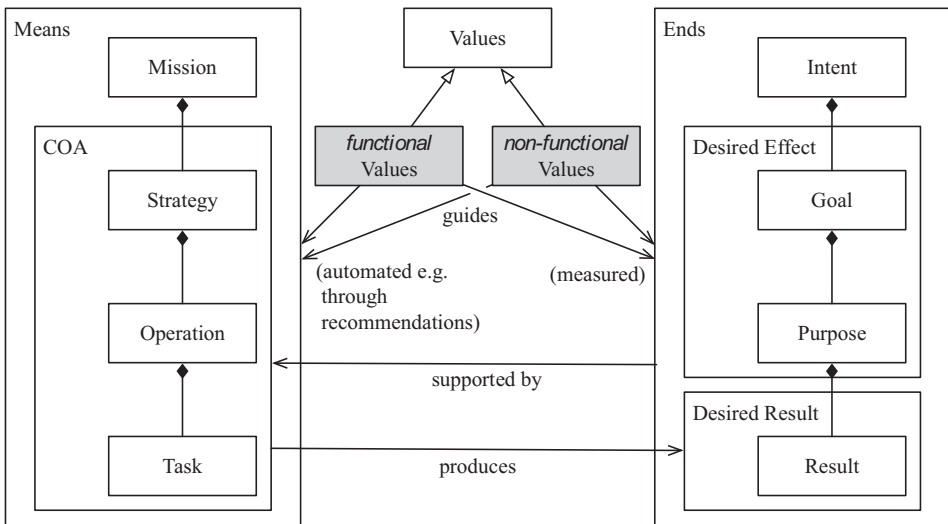 Means
Mission
COA
Strategy
Operation
Task
Values
functional
Values
non-functional
Values
guides
(automated e.g.
through
recommendations)
(measured)
supported by
produces
Ends
Intent
Desired Effect
Goal
Purpose
Desired Result
Result